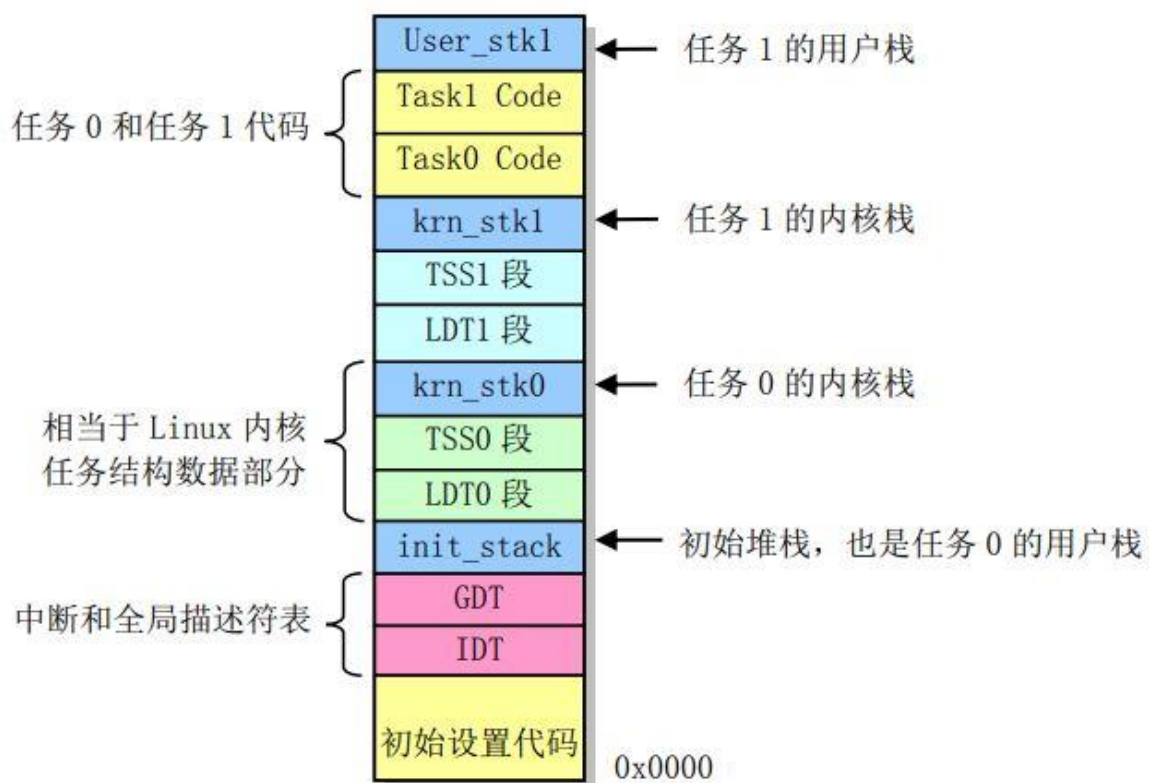 User_stk1
任务 1 的用户栈
Task1 Code
任务 0 和任务 1 代码
Task0 Code
krn_stk1
任务 1 的内核栈
TSS1 段
LDT1 段
krn_stk0
任务 0 的内核栈
相当于 Linux 内核
任务结构数据部分
TSS0 段
LDT0 段
init_stack
初始堆栈，也是任务 0 的用户栈
GDT
中断和全局描述符表
IDT
初始设置代码
0x0000